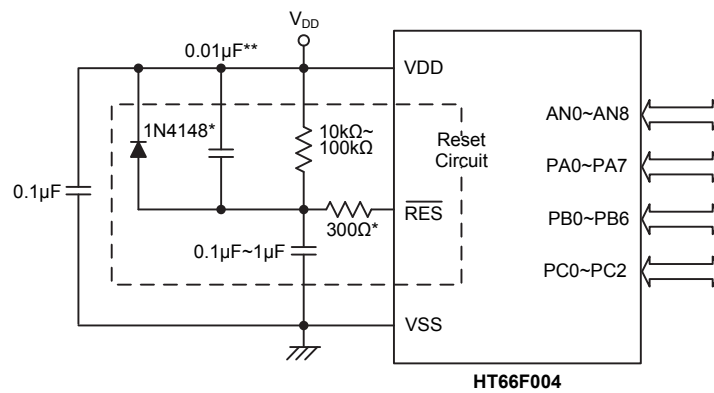 VDD
0.01µF**
VDD
AN0~AN8
1N4148*
10kΩ~
100kΩ
Reset
Circuit
PA0~PA7
0.1µF
RES
PB0~PB6
300Ω*
0.1µF~1µF
PC0~PC2
VSS
HT66F004